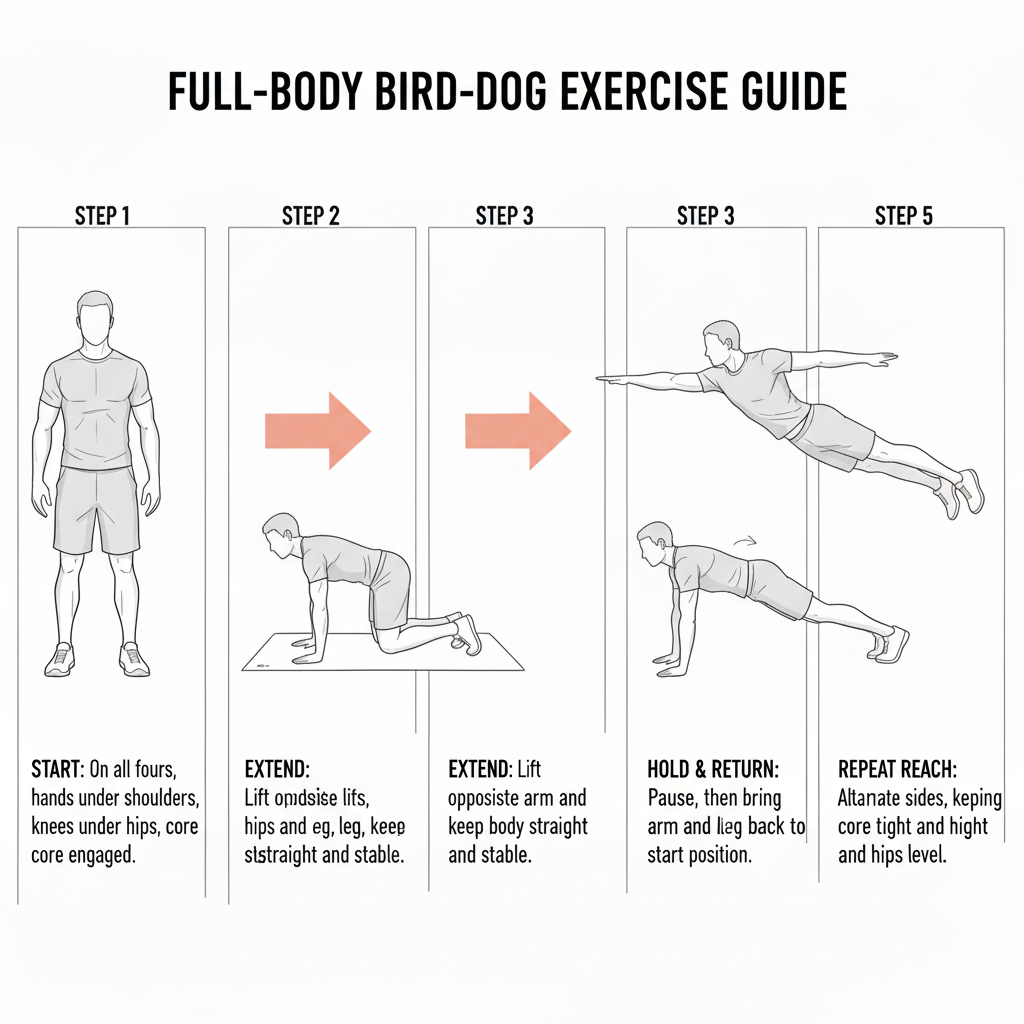 FULL-BODY BIRD-DOG EXERCISE GUIDE
STEP 1
STEP 2
STEP 3
STEP 3
STEP 5
START: On all fours,
hands under shoulders,
knees under hips, core
core engaged.
EXTEND:
Lift lifs,
hips and eg, leg, keep
ststraight and stable.
EXTEND: Lift
opposiste arm and
keep body straight
and stable.
HOLD & RETURN:
Pause, then bring
arm and leg back to
start position.
REPEAT REACH:
Altanate sides, keping
core tight and hight
and hips level.